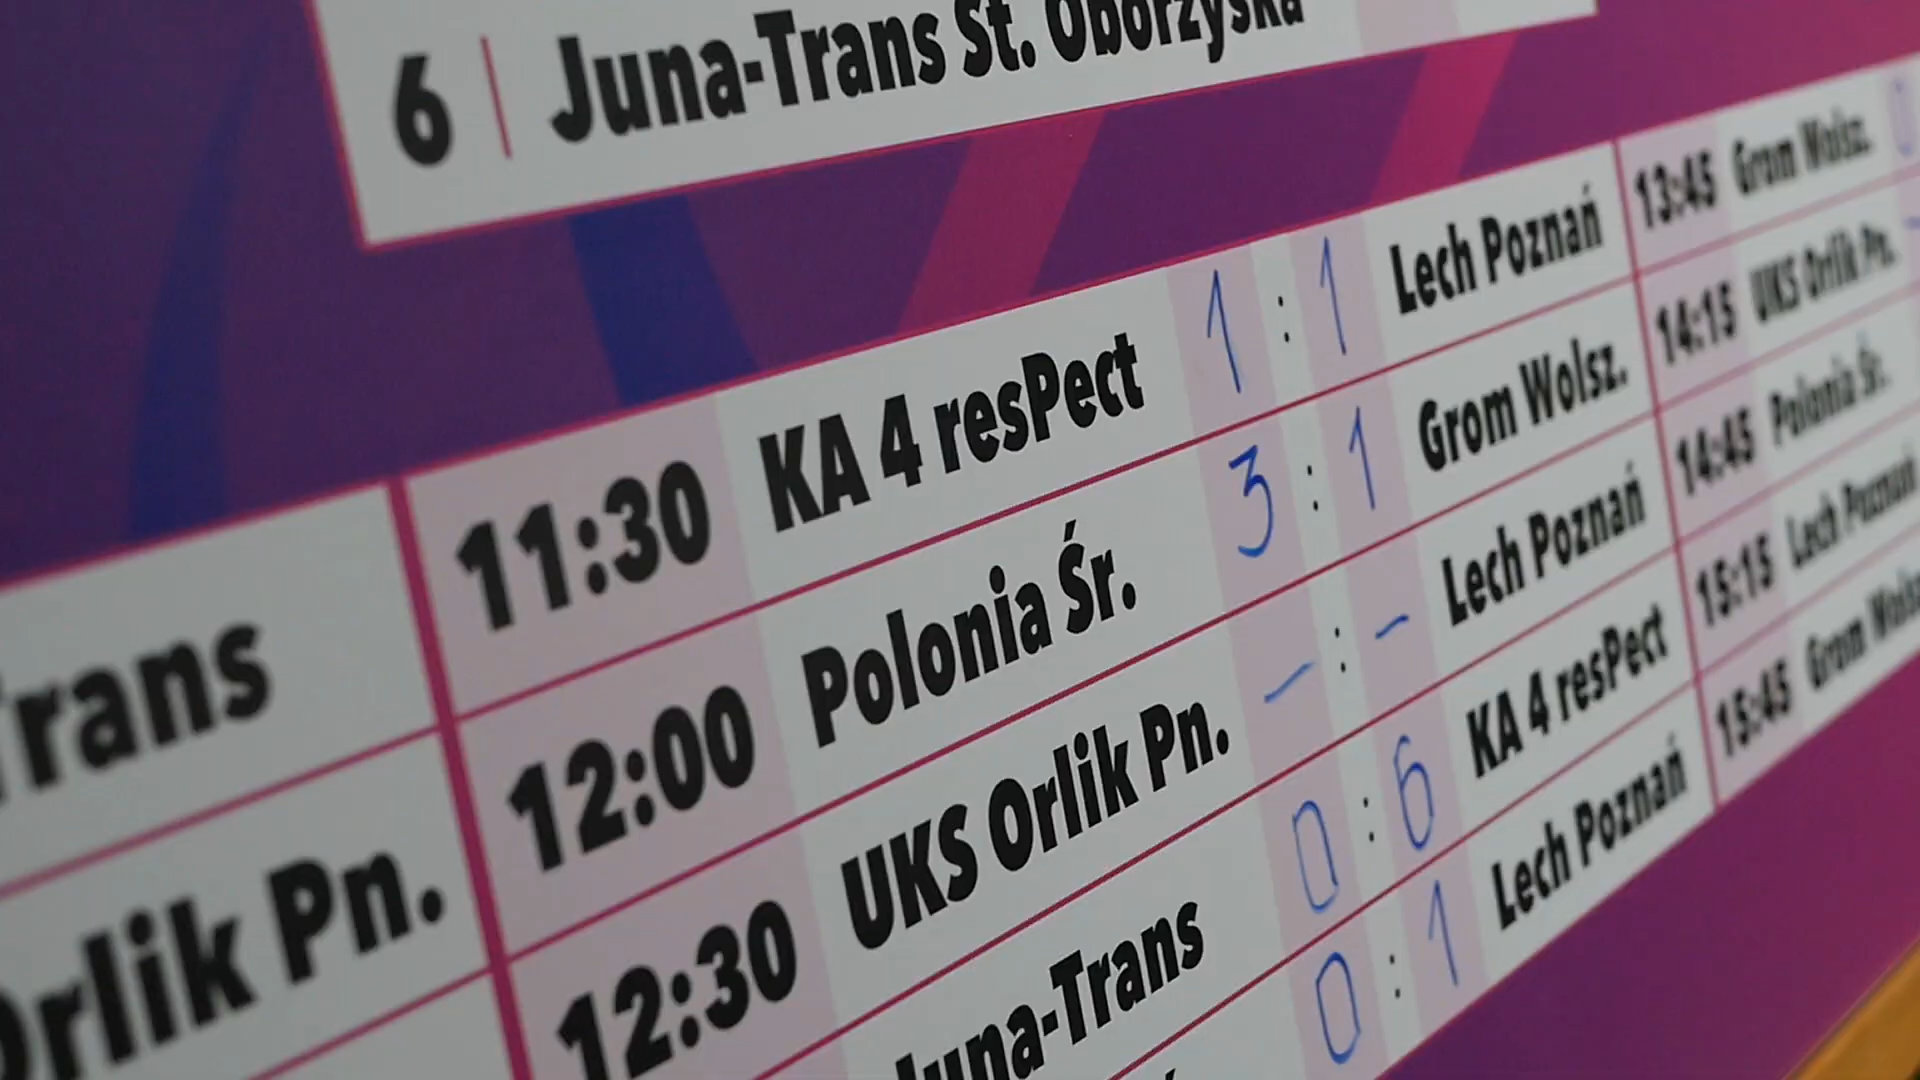 6 | Juna-Trans St. Oborzyska
11:30 KA 4 resPect 1 : 1 Lech Poznań
12:00 Polonia Śr. 3 : 1 Grom Wolsz.
12:30 UKS Orlik Pn. - : - Lech Poznań
Juna-Trans 0 : 6 KA 4 resPect
0 : 1 Lech Poznań
Trans
Orlik Pn.
13:45 Grom Wolsz. 0
14:15 UKS Orlik Pn. -
14:45 Polonia Śr.
15:15 Lech Poznań
15:45 Grom Wolsz